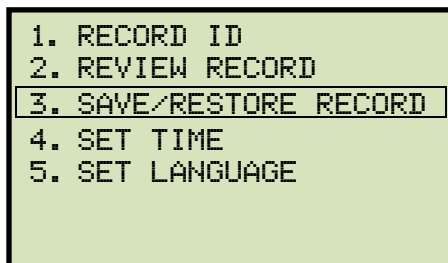 1. RECORD ID
2. REVIEW RECORD
3. SAVE/RESTORE RECORD
4. SET TIME
5. SET LANGUAGE